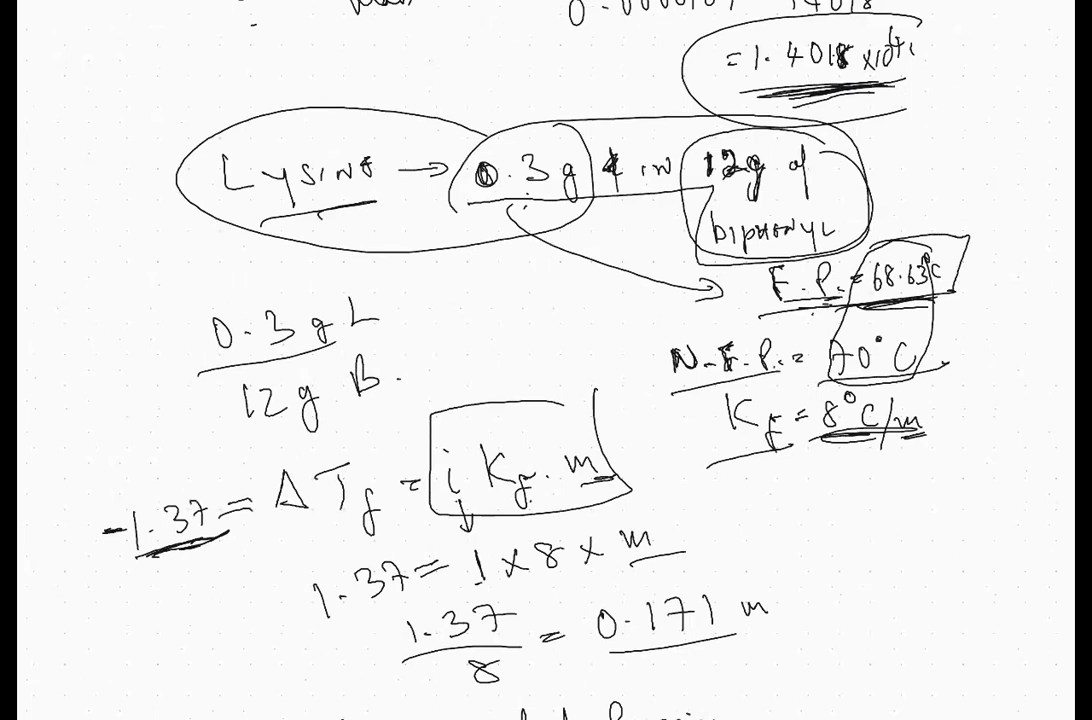 = 1.4018 x10
Lysine → 0.3g in 12g of
biphenyl
F.P. = 68.63°C
N.F.P. = 70°C
Kf = 8°C/m
0.3 g L
12 g B.
-1.37 = ΔTf = i Kf . m
1.37 = 1 x 8 x m
1.37
8
= 0.171 m